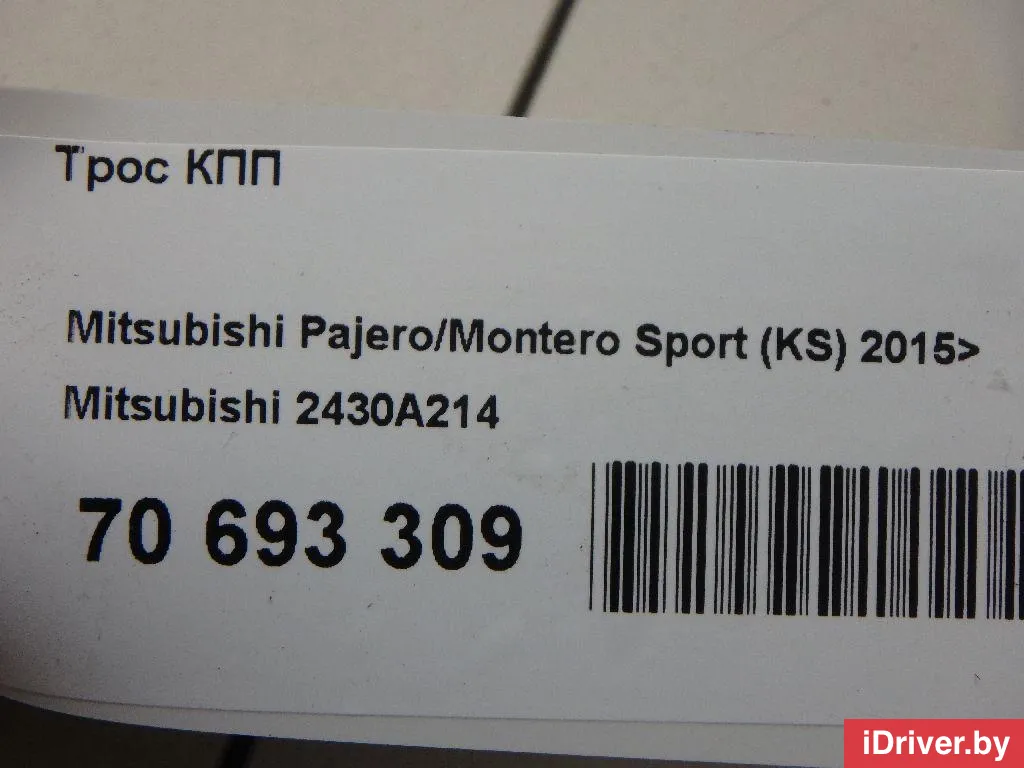 Трос КПП
Mitsubishi Pajero/Montero Sport (KS) 2015>
Mitsubishi 2430A214
70 693 309
iDriver.by